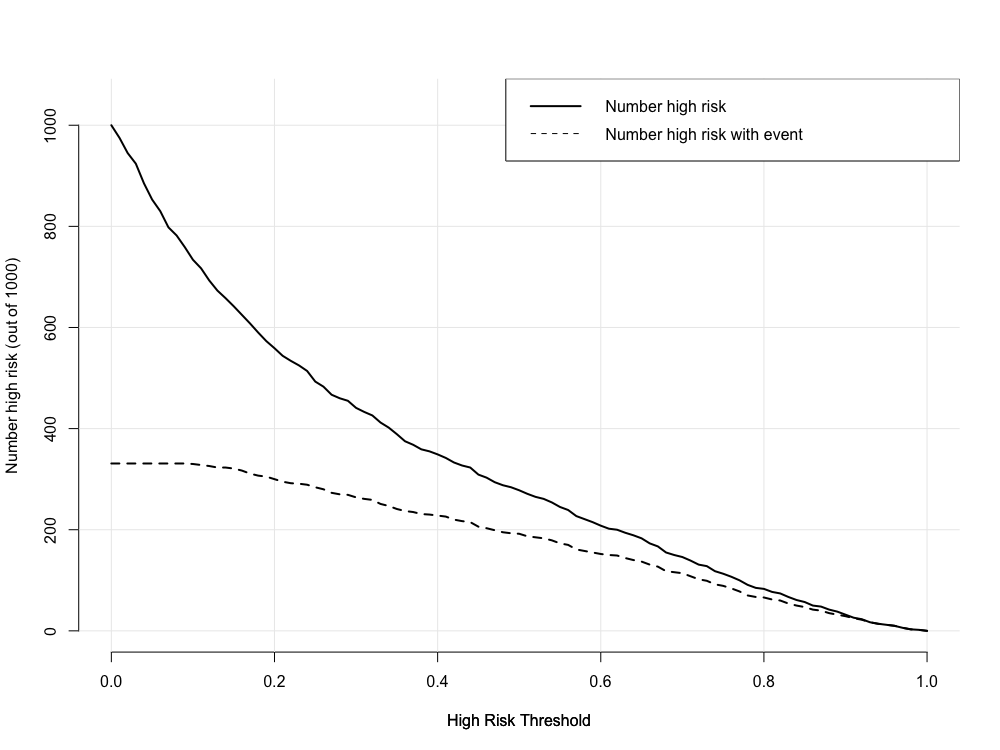 Number high risk
Number high risk with event
Number high risk (out of 1000)
1000
800
600
400
200
0
0.0 0.2 0.4 0.6 0.8 1.0
High Risk Threshold